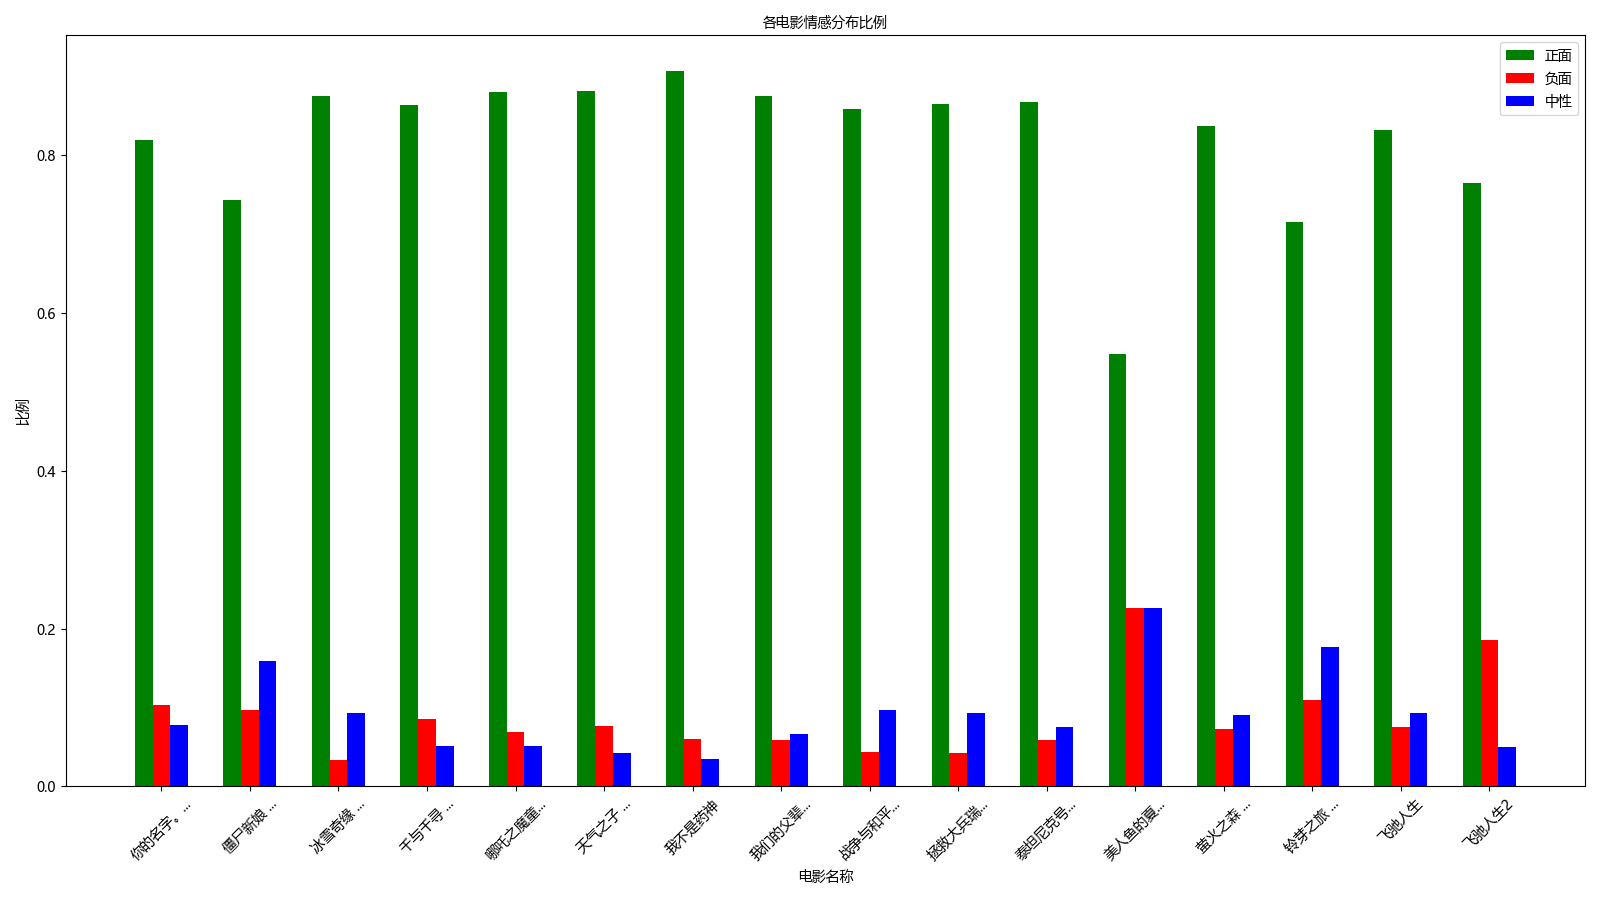 各电影情感分布比例
正面
负面
中性
比例
0.8
0.6
0.4
0.2
0.0
你的名字。...
僵尸新娘 ...
冰雪奇缘 ...
千与千寻 ...
哪吒之魔童...
天气之子 ...
我不是药神
我们的父辈...
战争与和平...
拯救大兵瑞...
泰坦尼克号...
美人鱼的夏...
萤火之森 ...
铃芽之旅 ...
飞驰人生
飞驰人生2
电影名称